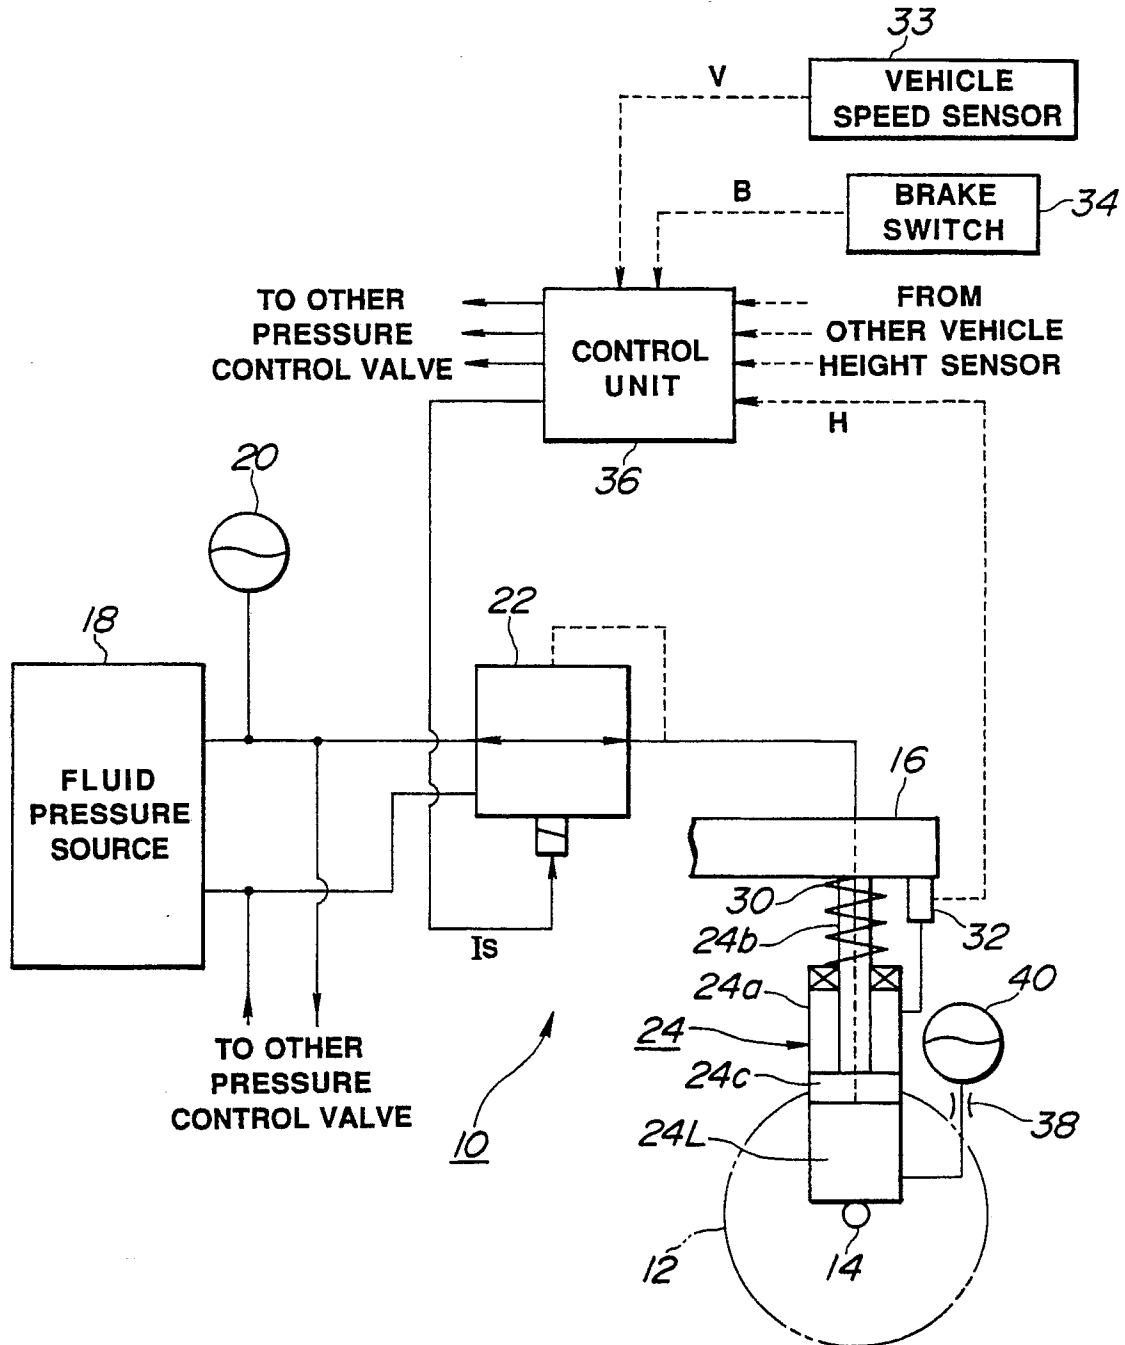 33
VEHICLE
SPEED SENSOR
V
BRAKE
SWITCH
34
B
TO OTHER
PRESSURE
CONTROL VALVE
CONTROL
UNIT
FROM
OTHER VEHICLE
HEIGHT SENSOR
H
36
20
18
22
FLUID
PRESSURE
SOURCE
16
30
24b
32
Is
24a
40
24
TO OTHER
PRESSURE
CONTROL VALVE
24c
38
10
24L
12
14